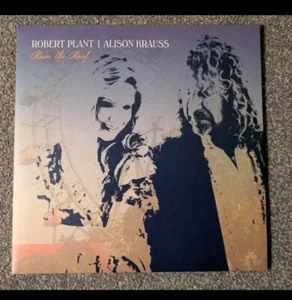 ROBERT PLANT | ALISON KRAUSS
Raise the Roof